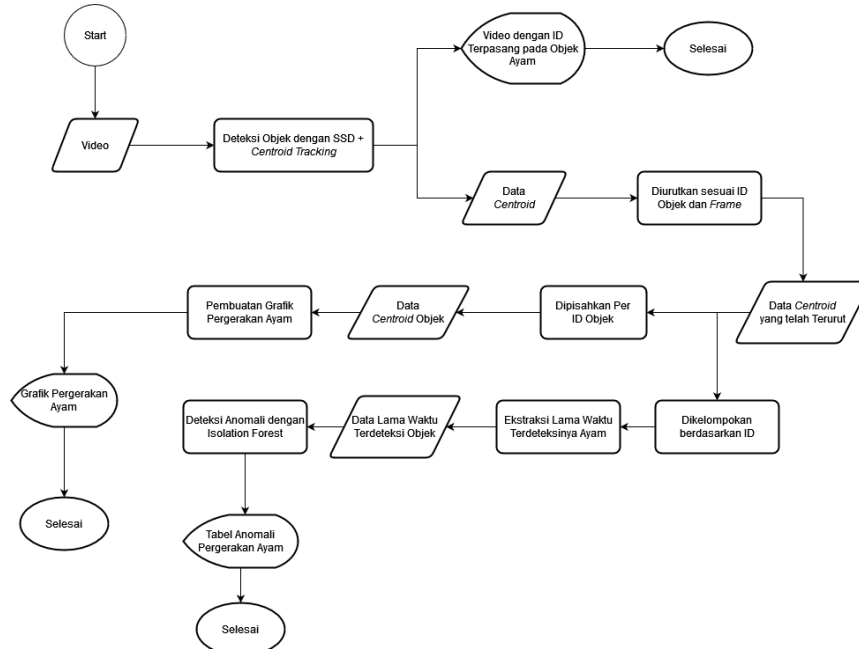 Start
Video
Deteksi Objek dengan SSD +
Centroid Tracking
Video dengan ID
Terpasang pada Objek
Ayam
Selesai
Data
Centroid
Diurutkan sesuai ID
Objek dan Frame
Data Centroid
yang telah Terurut
Dipisahkan Per
ID Objek
Data
Centroid Objek
Pembuatan Grafik
Pergerakan Ayam
Grafik Pergerakan
Ayam
Selesai
Dikelompokan
berdasarkan ID
Ekstraksi Lama Waktu
Terdeteksinya Ayam
Data Lama Waktu
Terdeteksi Objek
Deteksi Anomali dengan
Isolation Forest
Tabel Anomali
Pergerakan Ayam
Selesai